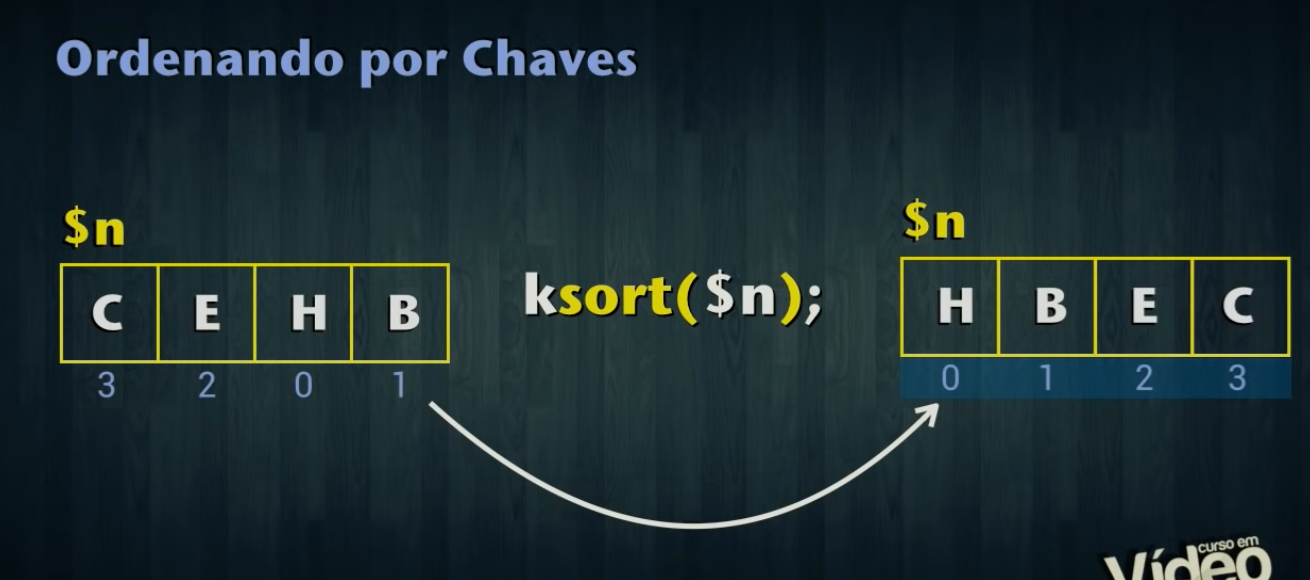 Ordenando por Chaves
$n
C E H B
3 2 0 1
ksort($n);
$n
H B E C
0 1 2 3
curso em
Vídeo